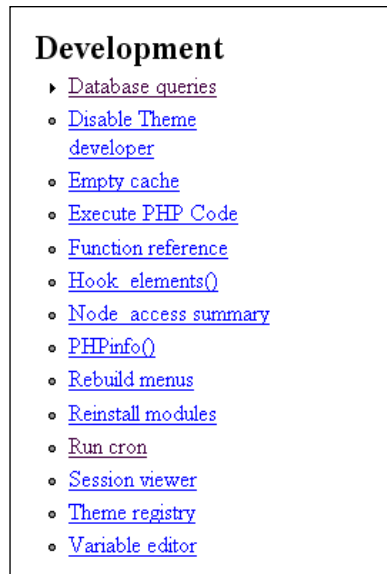 Development
Database queries
Disable Theme
developer
Empty cache
Execute PHP Code
Function reference
Hook_elements()
Node_access summary
PHPinfo()
Rebuild menus
Reinstall modules
Run cron
Session viewer
Theme registry
Variable editor